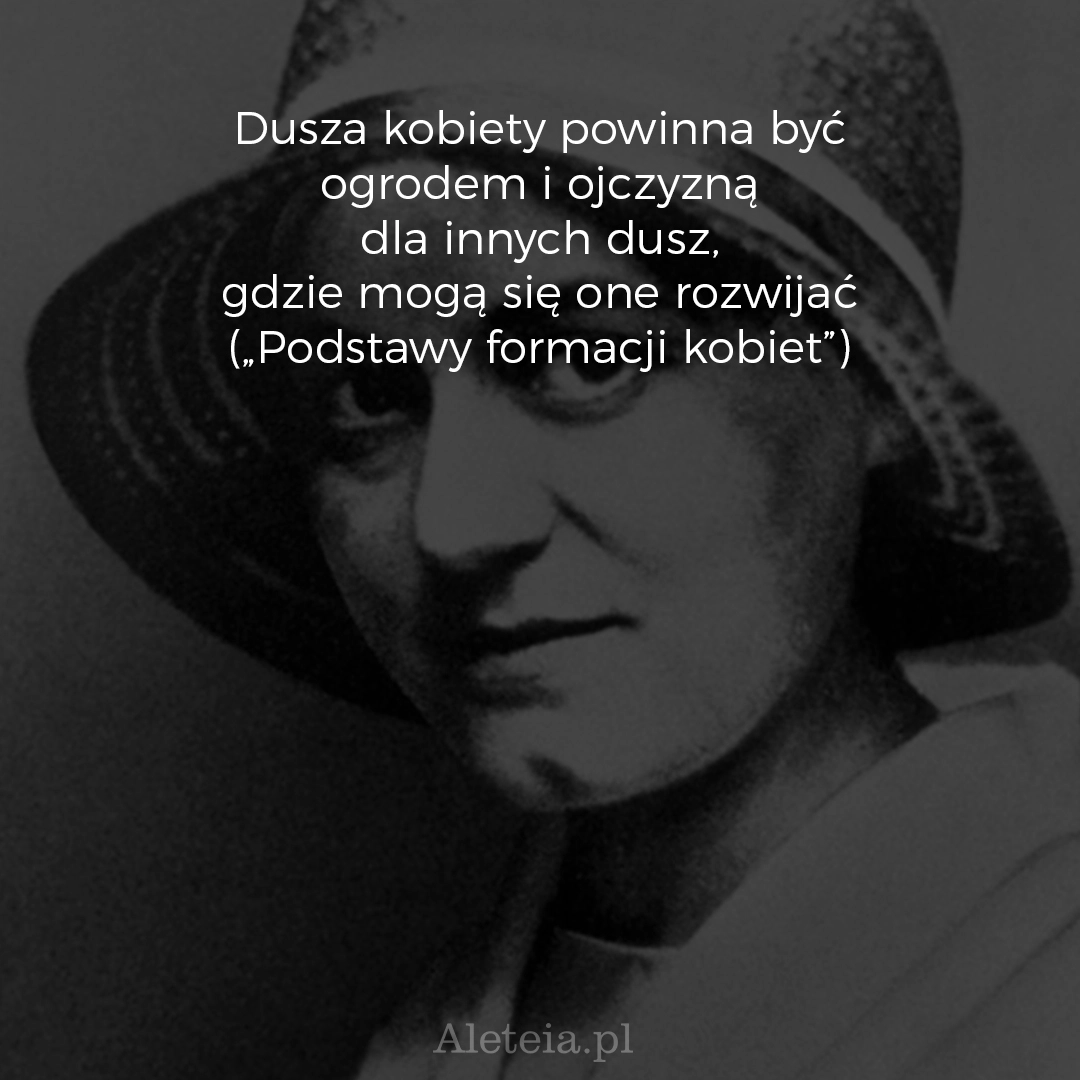 Dusza kobiety powinna być
ogrodem i ojczyzną
dla innych dusz,
gdzie mogą się one rozwijać
(„Podstawy formacji kobiet”)
Aleteia.pl